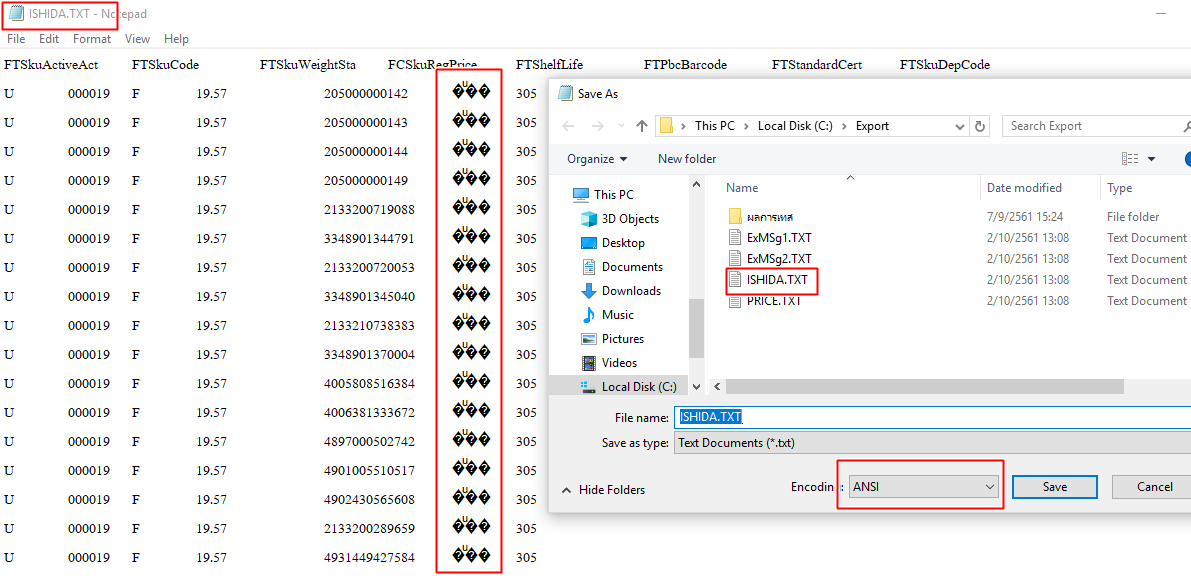 ISHIDA.TXT - Notepad
File Edit Format View Help
FTSkuActiveAct FTSkuCode FTSkuWeightSta FCSkuRegPrice FTShelfLife FTPbcBarcode FTStandardCert FTSkuDepCode
U 000019 F 19.57 205000000142 305
U 000019 F 19.57 205000000143 305
U 000019 F 19.57 205000000144 305
U 000019 F 19.57 205000000149 305
U 000019 F 19.57 2133200719088 305
U 000019 F 19.57 3348901344791 305
U 000019 F 19.57 2133200720053 305
U 000019 F 19.57 3348901345040 305
U 000019 F 19.57 2133210738383 305
U 000019 F 19.57 3348901370004 305
U 000019 F 19.57 4005808516384 305
U 000019 F 19.57 4006381333672 305
U 000019 F 19.57 4897000502742 305
U 000019 F 19.57 4901005510517 305
U 000019 F 19.57 4902430565608 305
U 000019 F 19.57 2133200289659 305
U 000019 F 19.57 4931449427584 305
Save As
This PC › Local Disk (C:) › Export
Search Export
Organize New folder
This PC
3D Objects
Desktop
Documents
Downloads
Music
Pictures
Videos
Local Disk (C:)
Name Date modified Type
ผลการเทส 7/9/2561 15:24 File folder
ExMSg1.TXT 2/10/2561 13:08 Text Document
ExMSg2.TXT 2/10/2561 13:08 Text Document
ISHIDA.TXT 2/10/2561 13:08 Text Document
PRICE.TXT 2/10/2561 13:08 Text Document
File name: ISHIDA.TXT
Save as type: Text Documents (*.txt)
Hide Folders
Encoding: ANSI
Save Cancel